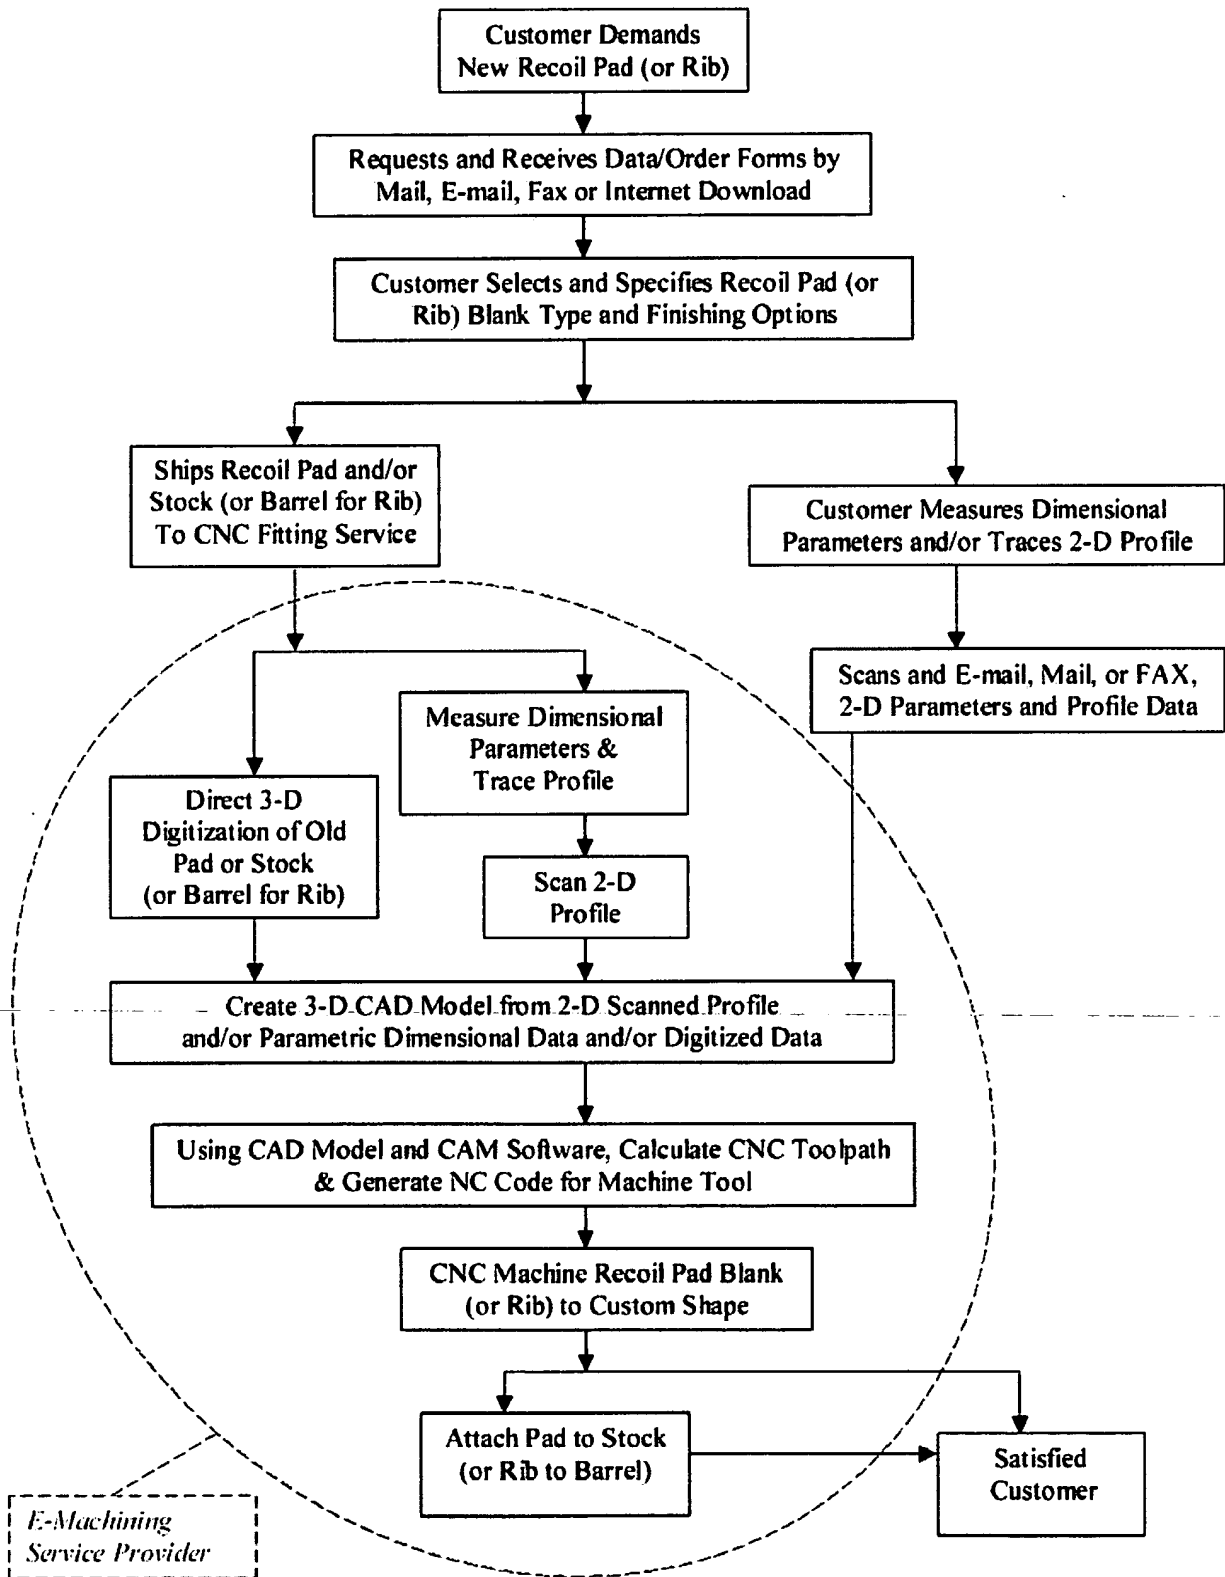 Customer Demands
New Recoil Pad (or Rib)
Requests and Receives Data/Order Forms by
Mail, E-mail, Fax or Internet Download
Customer Selects and Specifies Recoil Pad (or
Rib) Blank Type and Finishing Options
Ships Recoil Pad and/or
Stock (or Barrel for Rib)
To CNC Fitting Service
Customer Measures Dimensional
Parameters and/or Traces 2-D Profile
Scans and E-mail, Mail, or FAX,
2-D Parameters and Profile Data
Measure Dimensional
Parameters &
Trace Profile
Direct 3-D
Digitization of Old
Pad or Stock
(or Barrel for Rib)
Scan 2-D
Profile
Create 3-D CAD Model from 2-D Scanned Profile
and/or Parametric Dimensional Data and/or Digitized Data
Using CAD Model and CAM Software, Calculate CNC Toolpath
& Generate NC Code for Machine Tool
CNC Machine Recoil Pad Blank
(or Rib) to Custom Shape
Attach Pad to Stock
(or Rib to Barrel)
Satisfied
Customer
E-Machining
Service Provider